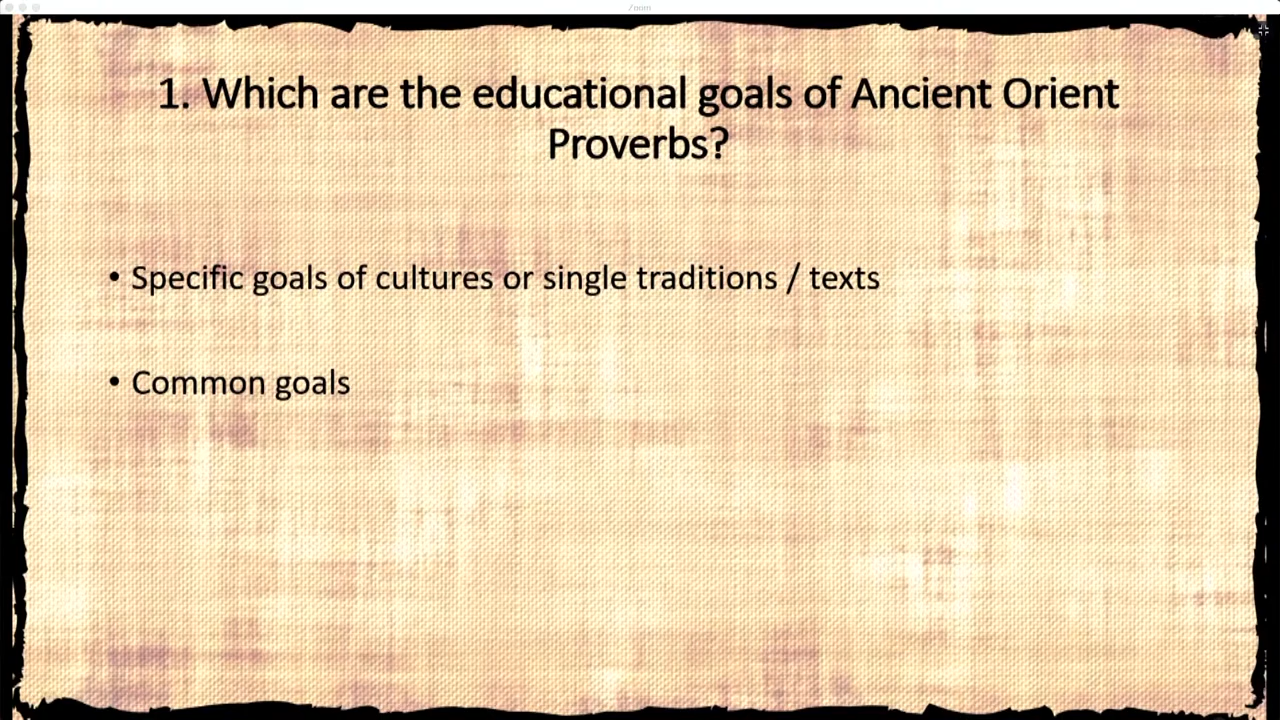 1. Which are the educational goals of Ancient Orient
Proverbs?
• Specific goals of cultures or single traditions / texts
• Common goals